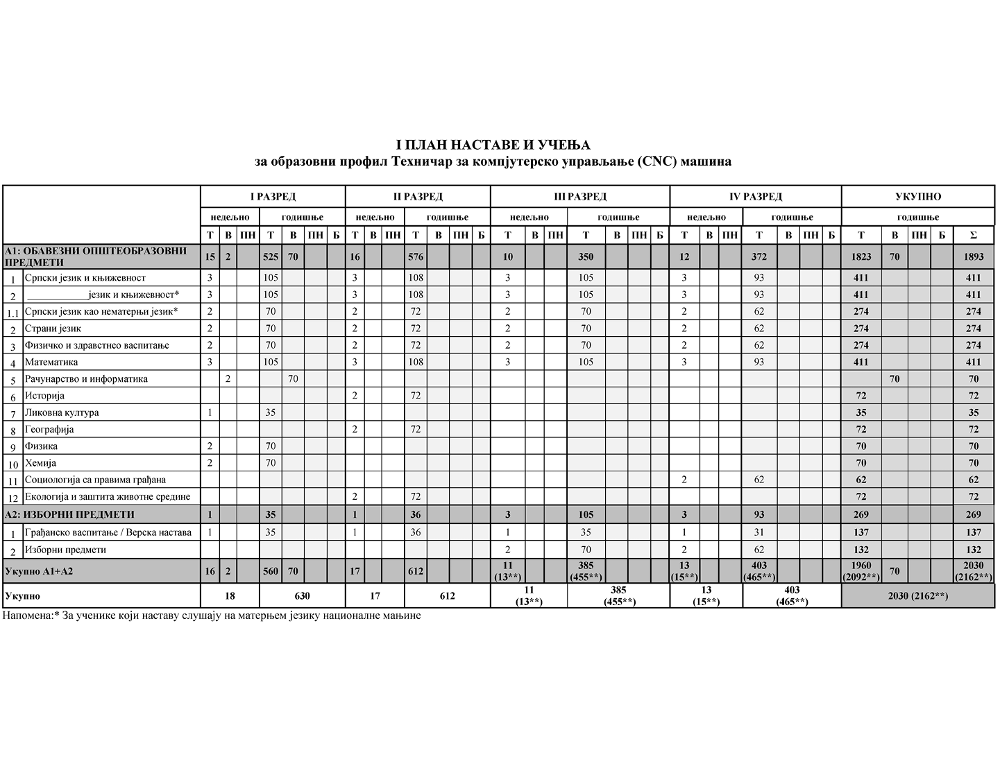 I ПЛАН НАСТАВЕ И УЧЕЊА
за образовни профил Техничар за компјутерско управљање (CNC) машина
I РАЗРЕД II РАЗРЕД III РАЗРЕД IV РАЗРЕД УКУПНО
недељно годишње недељно годишње недељно годишње недељно годишње годишње
Т В ПН Т В ПН Б Т В ПН Т В ПН Б Т В ПН Т В ПН Б Т В ПН Т В ПН Б Т В ПН Б Σ
А1: ОБАВЕЗНИ ОПШТЕОБРАЗОВНИ
ПРЕДМЕТИ 15 2 525 70 16 576 10 350 12 372 1823 70 1893
1 Српски језик и књижевност 3 105 3 108 3 105 3 93 411 411
2 ____________језик и књижевност* 3 105 3 108 3 105 3 93 411 411
1.1 Српски језик као нематерњи језик* 2 70 2 72 2 70 2 62 274 274
2 Страни језик 2 70 2 72 2 70 2 62 274 274
3 Физичко и здравстнео васпитање 2 70 2 72 2 70 2 62 274 274
4 Математика 3 105 3 108 3 105 3 93 411 411
5 Рачунарство и информатика 2 70 70 70
6 Историја 2 72 72 72
7 Ликовна култура 1 35 35 35
8 Географија 2 72 72 72
9 Физика 2 70 70 70
10 Хемија 2 70 70 70
11 Социологија са правима грађана 2 62 62 62
12 Екологија и заштита животне средине 2 72 72 72
А2: ИЗБОРНИ ПРЕДМЕТИ 1 35 1 36 3 105 3 93 269 269
1 Грађанско васпитање / Верска настава 1 35 1 36 1 35 1 31 137 137
2 Изборни предмети 2 70 2 62 132 132
Укупно А1+А2 16 2 560 70 17 612 11 385 13 403 1960 70 2030
(13**) (455**) (15**) (465**) (2092**) (2162**)
Укупно 18 630 17 612 11 385 13 403 2030 (2162**)
(13**) (455**) (15**) (465**)
Напомена:* За ученике који наставу слушају на матерњем језику националне мањине